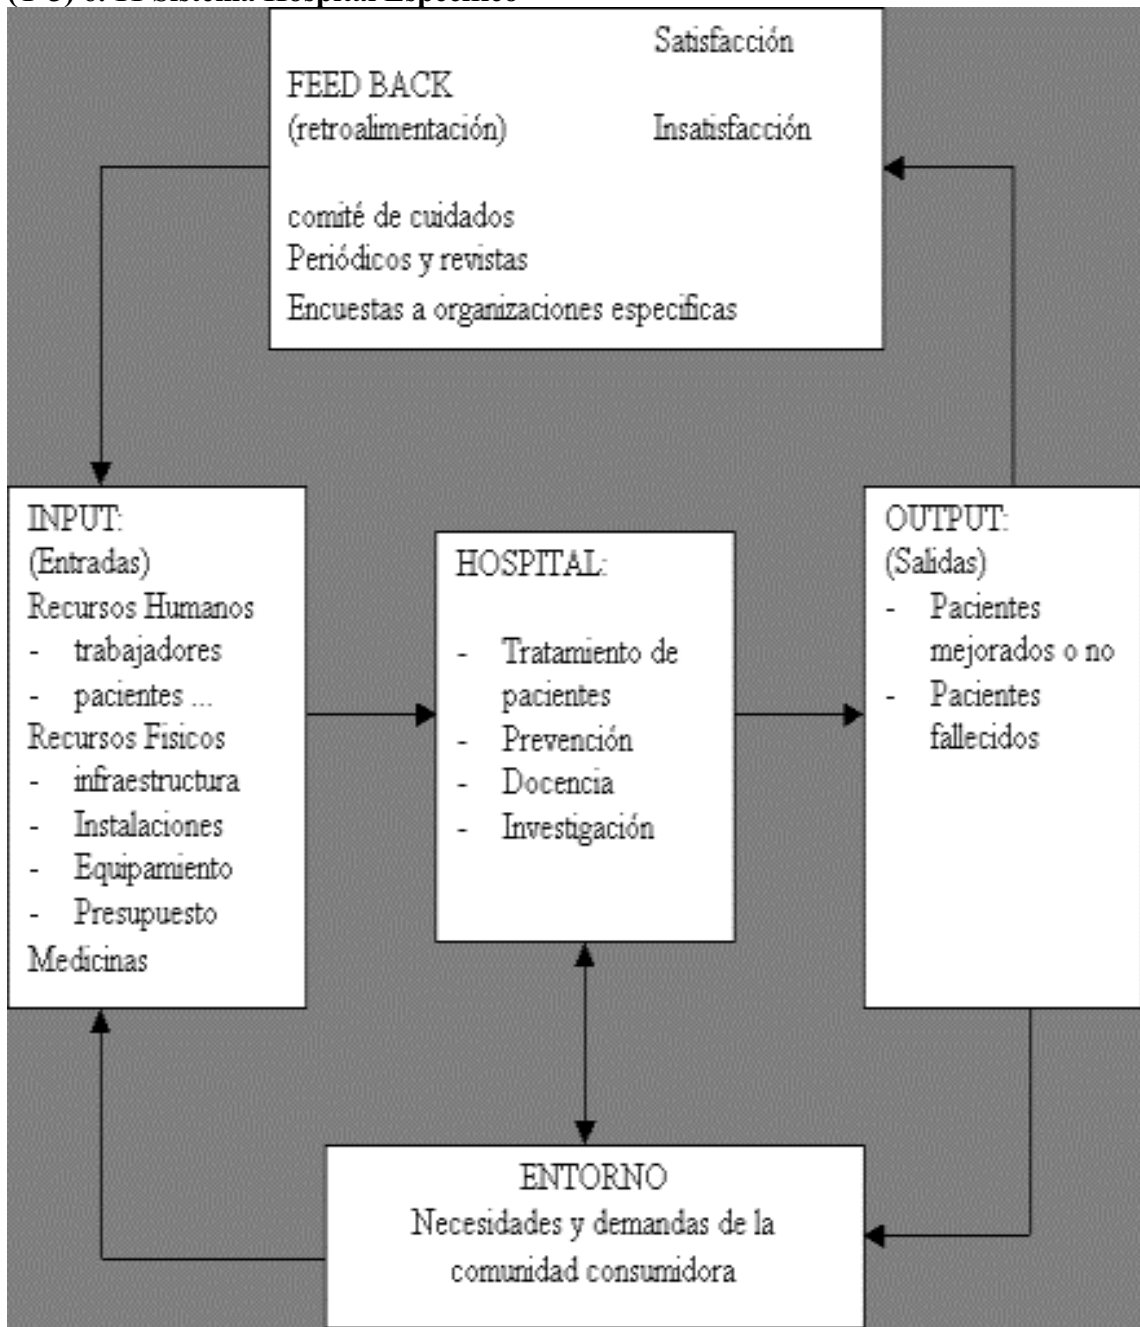 Satisfacción
FEED BACK
(retroalimentación) Insatisfacción
comité de cuidados
Periódicos y revistas
Encuestas a organizaciones especificas
INPUT:
(Entradas)
Recursos Humanos
- trabajadores
- pacientes ...
Recursos Fisicos
- infraestructura
- Instalaciones
- Equipamiento
- Presupuesto
Medicinas
HOSPITAL:
- Tratamiento de
pacientes
- Prevención
- Docencia
- Investigación
OUTPUT:
(Salidas)
- Pacientes
mejorados o no
- Pacientes
fallecidos
ENTORNO
Necesidades y demandas de la
comunidad consumidora